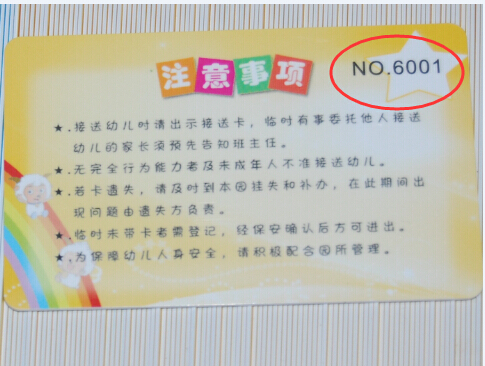 注意事项
NO.6001
★.接送幼儿时请出示接送卡，临时有事委托他人接送
幼儿的家长须预先告知班主任。
★.无完全行为能力者及未成年人不准接送幼儿。
★.若卡遗失，请及时到本园挂失和补办，在此期间出
现问题由遗失方负责。
★.临时未带卡者需登记，经保安确认后方可进出。
★.为保障幼儿人身安全，请积极配合园所管理。